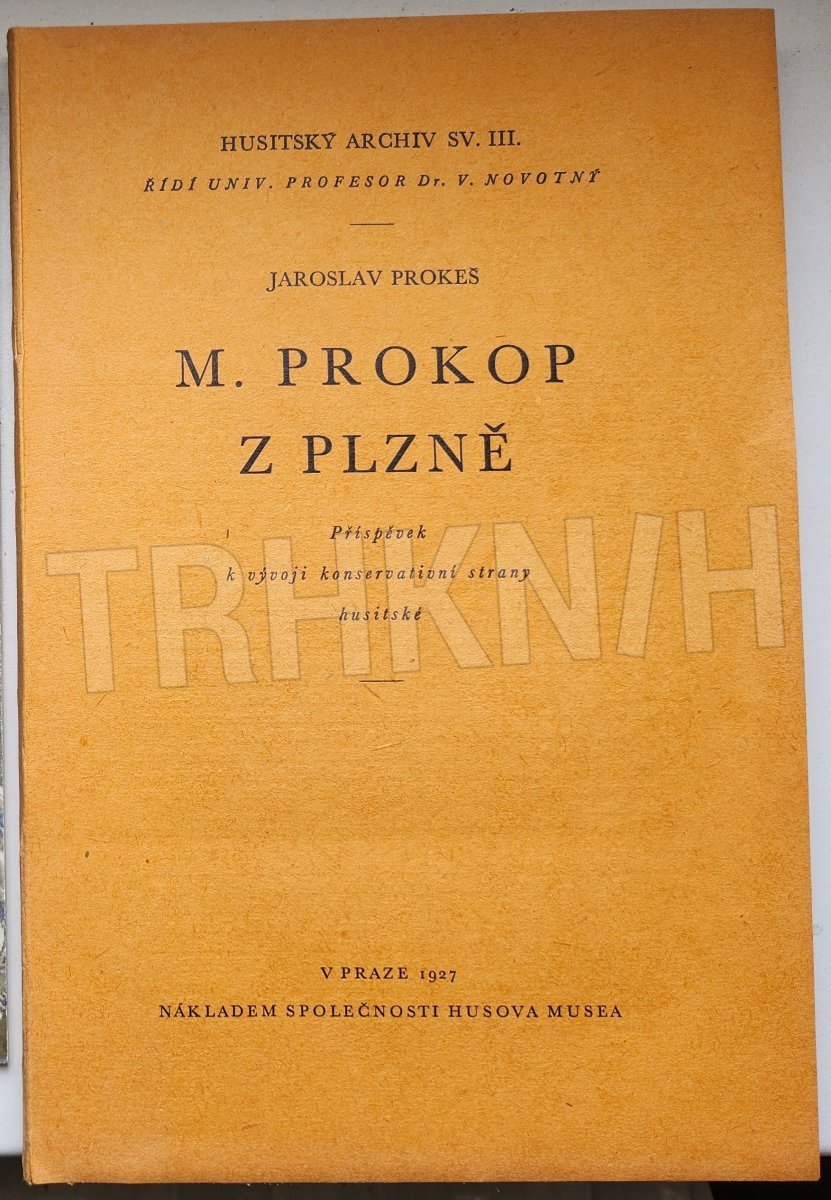 HUSITSKÝ ARCHIV SV. III.
ŘÍDÍ UNIV. PROFESOR Dr. V. NOVOTNÝ
JAROSLAV PROKEŠ
M. PROKOP
Z PLZNĚ
Příspěvek
k vývoji konservativní strany
husitské
TRHKN/H
V PRAZE 1927
NÁKLADEM SPOLEČNOSTI HUSOVA MUSEA